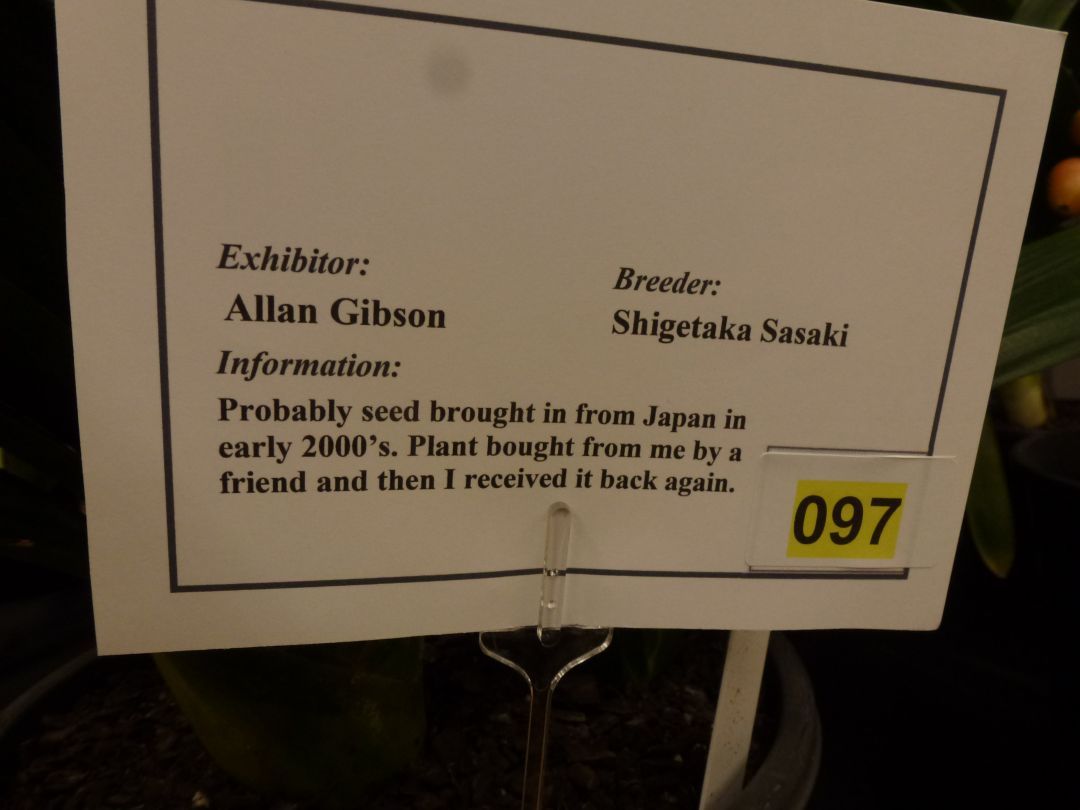 Exhibitor:
Allan Gibson
Breeder:
Shigetaka Sasaki
Information:
Probably seed brought in from Japan in
early 2000's. Plant bought from me by a
friend and then I received it back again.
097